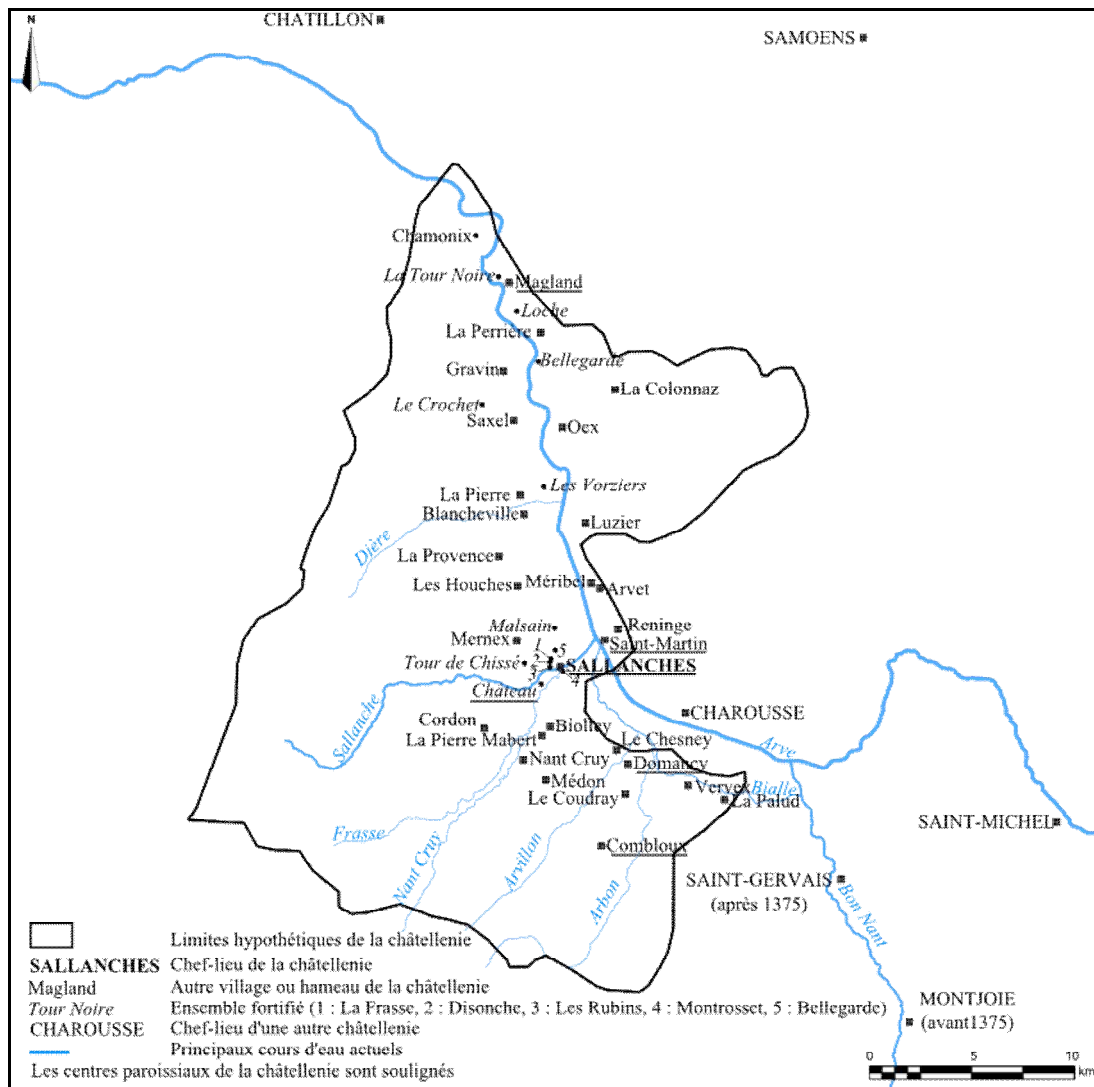 N
CHATILLON
SAMOENS
Chamonix
La Tour Noire
Magland
Loche
La Perrière
Bellegarde
Gravin
La Colonnaz
Le Crochet
Saxel
Oex
Les Vorziers
La Pierre
Blancheville
Luzier
Dière
La Provence
Les Houches
Méribel
Arvet
Malsain
Reninge
Mernex
1
5
Saint-Martin
Tour de Chissé
2
SALLANCHES
3
4
Château
Sallanche
CHAROUSSE
Cordon
Biolley
La Pierre Mabert
Le Chesney
Arve
Nant Cruy
Domancy
Médon
Vervex
Bialle
Le Coudray
La Palud
Frasse
Nant Cruy
Arvillon
Arbon
Combloux
SAINT-MICHEL
SAINT-GERVAIS
(après 1375)
Bon Nant
MONTJOIE
(avant1375)
Limites hypothétiques de la châtellenie
SALLANCHES Chef-lieu de la châtellenie
Magland Autre village ou hameau de la châtellenie
Tour Noire Ensemble fortifié (1 : La Frasse, 2 : Disonche, 3 : Les Rubins, 4 : Montrosset, 5 : Bellegarde)
CHAROUSSE Chef-lieu d'une autre châtellenie
Principaux cours d'eau actuels
Les centres paroissiaux de la châtellenie sont soulignés
0 5 10
km